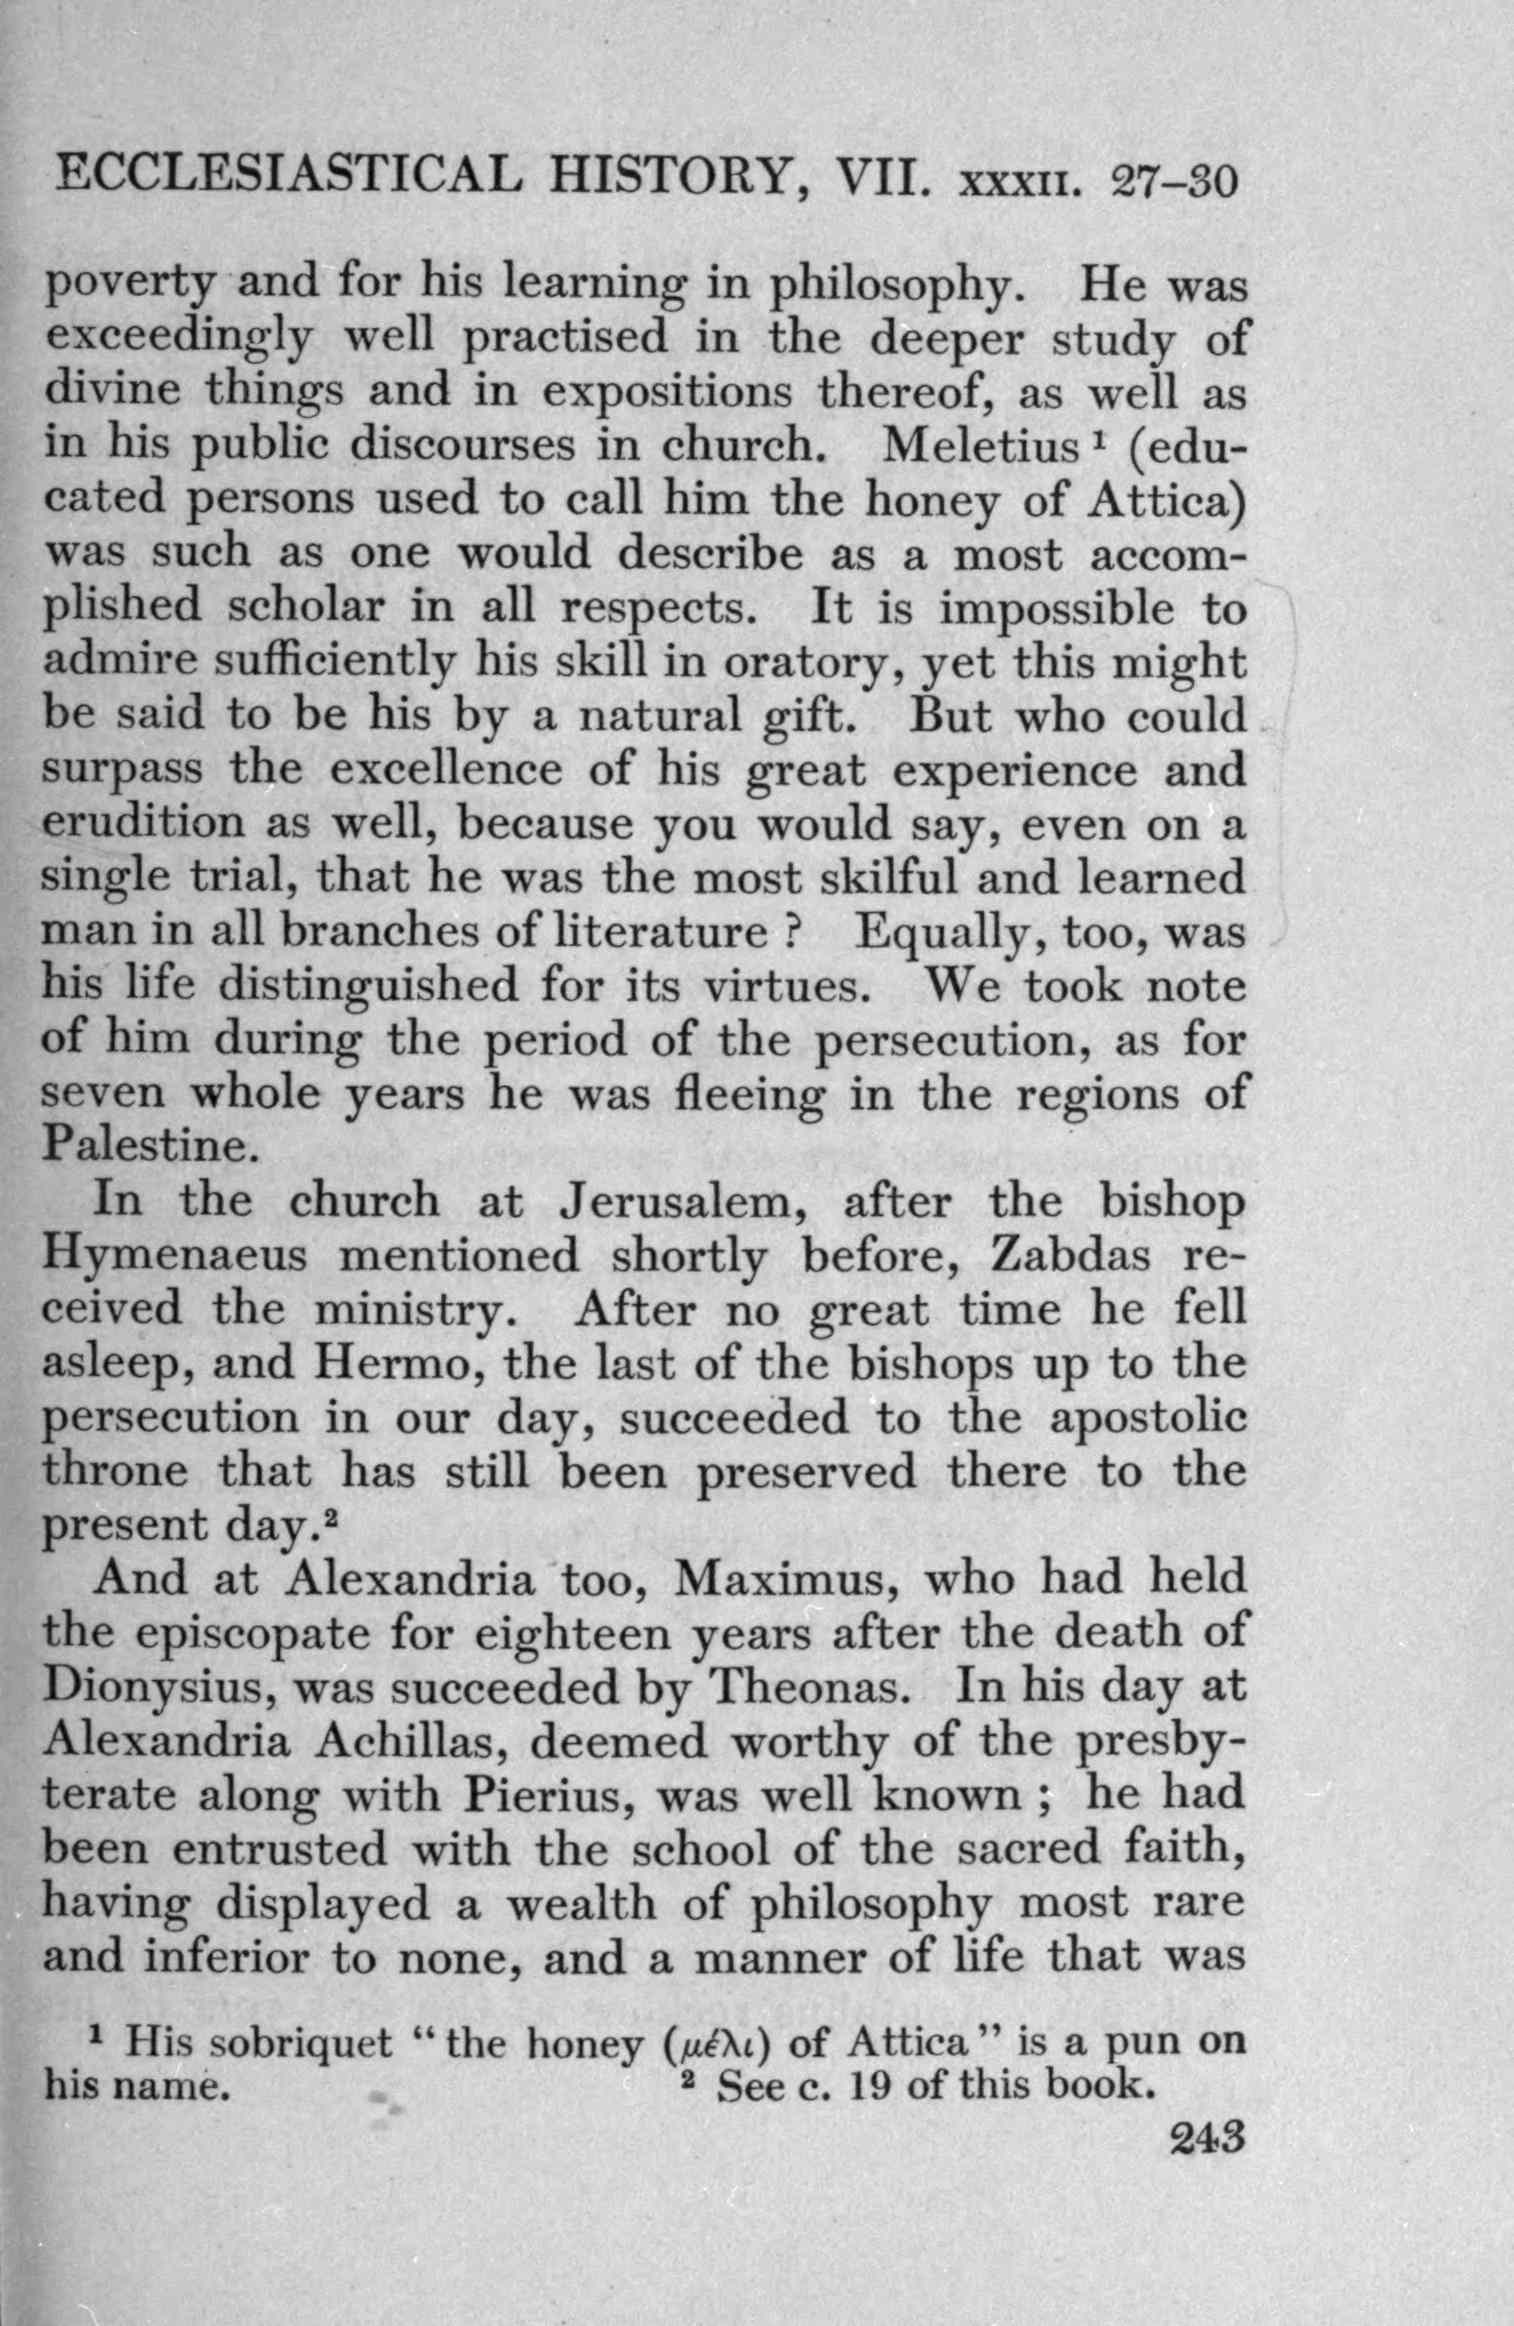 ECCLESIASTICAL HISTORY, VII. XXXII. 27–30
poverty and for his learning in philosophy. He was
exceedingly well practised in the deeper study of
divine things and in expositions thereof, as well as
in his public discourses in church. Meletius ¹ (edu-
cated persons used to call him the honey of Attica)
was such as one would describe as a most accom-
plished scholar in all respects. It is impossible to
admire sufficiently his skill in oratory, yet this might
be said to be his by a natural gift. But who could
surpass the excellence of his great experience and
erudition as well, because you would say, even on a
single trial, that he was the most skilful and learned
man in all branches of literature ? Equally, too, was
his life distinguished for its virtues. We took note
of him during the period of the persecution, as for
seven whole years he was fleeing in the regions of
Palestine.
In the church at Jerusalem, after the bishop
Hymenaeus mentioned shortly before, Zabdas re-
ceived the ministry. After no great time he fell
asleep, and Hermo, the last of the bishops up to the
persecution in our day, succeeded to the apostolic
throne that has still been preserved there to the
present day.²
And at Alexandria too, Maximus, who had held
the episcopate for eighteen years after the death of
Dionysius, was succeeded by Theonas. In his day at
Alexandria Achillas, deemed worthy of the presby-
terate along with Pierius, was well known ; he had
been entrusted with the school of the sacred faith,
having displayed a wealth of philosophy most rare
and inferior to none, and a manner of life that was
¹ His sobriquet “the honey (μέλι) of Attica” is a pun on
his name. ² See c. 19 of this book.
243